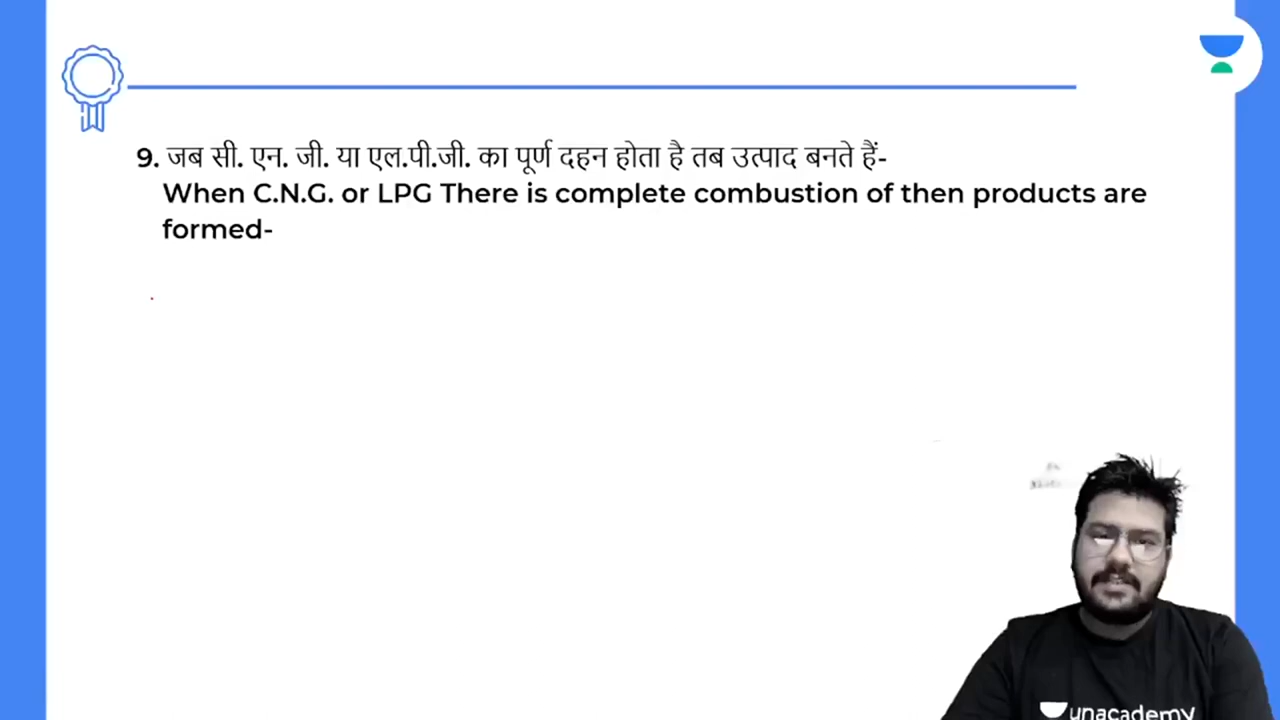 9. जब सी. एन. जी. या एल.पी.जी. का पूर्ण दहन होता है तब उत्पाद बनते हैं-
When C.N.G. or LPG There is complete combustion of then products are
formed-
unacademy